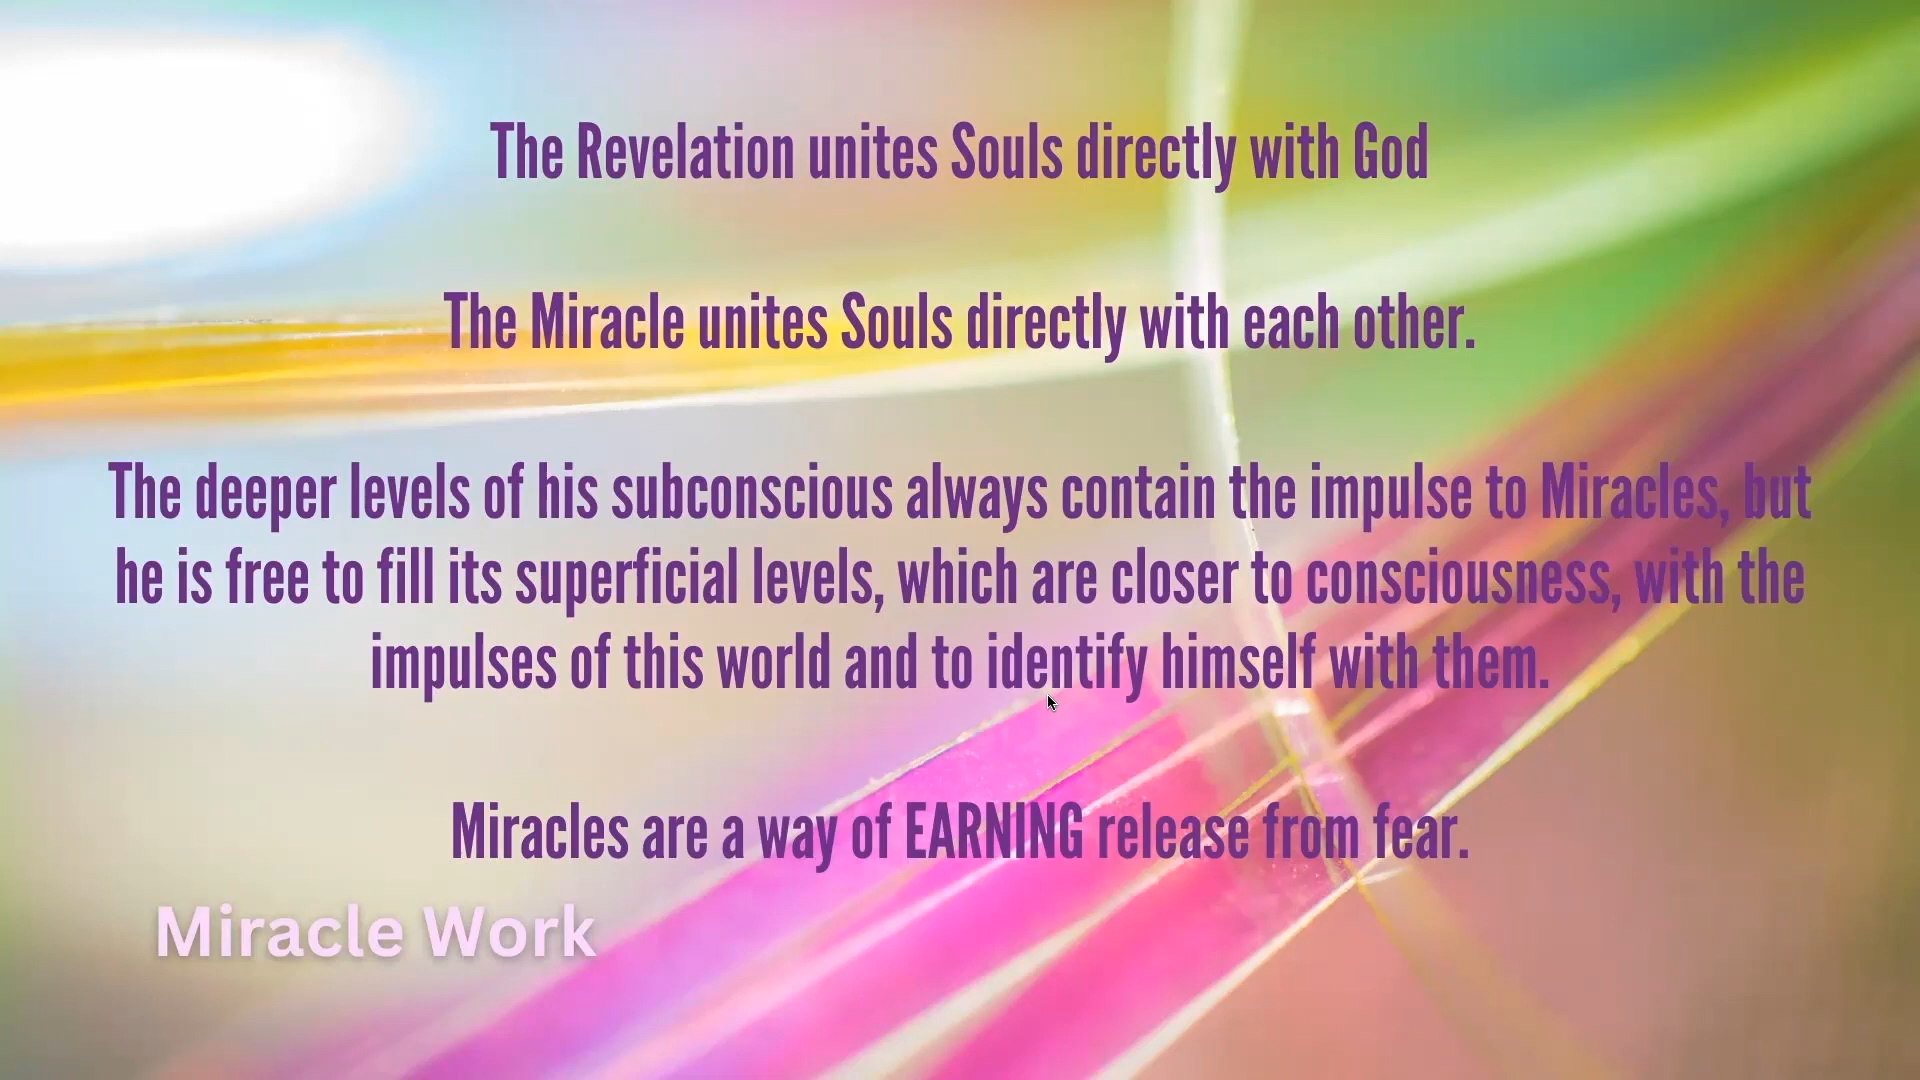 The Revelation unites Souls directly with God
The Miracle unites Souls directly with each other.
The deeper levels of his subconscious always contain the impulse to Miracles, but
he is free to fill its superficial levels, which are closer to consciousness, with the
impulses of this world and to identify himself with them.
Miracles are a way of EARNING release from fear.
Miracle Work